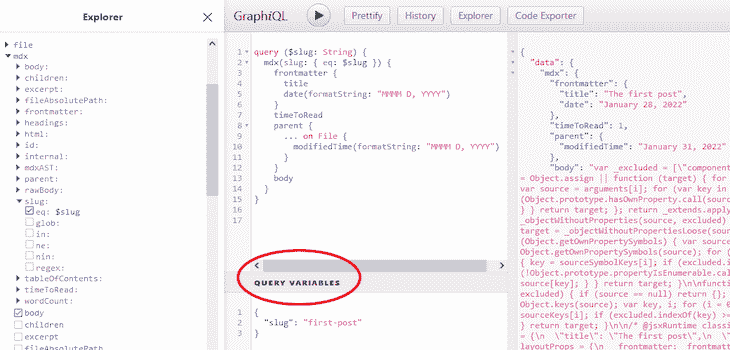 Explorer
file
mdx
body:
children:
excerpt:
fileAbsolutePath:
frontmatter:
headings:
html:
id:
internal:
mdxAST:
parent:
rawBody:
slug:
eq: $slug
glob:
in:
ne:
nin:
regex:
tableOfContents:
timeToRead:
wordCount:
body
children
excerpt
fileAbsolutePath
GraphiQL
Prettify
History
Explorer
Code Exporter
1 query ($slug: String) {
2 mdx(slug: { eq: $slug }) {
3 frontmatter {
4 title
5 date(formatString: "MMMM D, YYYY")
6 }
7 timeToRead
8 parent {
9 ... on File {
10 modifiedTime(formatString: "MMMM D, YYYY")
11 }
12 }
13 body
14 }
15 }
16
17
QUERY VARIABLES
1 {
2 "slug": "first-post"
3 }
{
"data": {
"mdx": {
"frontmatter": {
"title": "The first post",
"date": "January 28, 2022"
},
"timeToRead": 1,
"parent": {
"modifiedTime": "January 31, 2022"
},
"body": "var _excluded = [\"component
= Object.assign || function (target) { for
var source = arguments[i]; for (var key in
(Object.prototype.hasOwnProperty.call(source
} } return target; }; return _extends.apply
_objectWithoutProperties(source, excluded)
target = _objectWithoutPropertiesLoose(sour
(Object.getOwnPropertySymbols) { var source
Object.getOwnPropertySymbols(source); for (
{ key = sourceSymbolKeys[i]; if (excluded.i
(!Object.prototype.propertyIsEnumerable.cal
source[key]; } } return target; }\n\nfunct
excluded) { if (source == null) return {};
Object.keys(source); var key, i; for (i = 0
sourceKeys[i]; if (excluded.indexOf(key) >=
} return target; }\n\n/* @jsxRuntime classi
= {\n \"title\": \"The first post\",\n \
layoutProps = {\n frontmatter: frontmatt